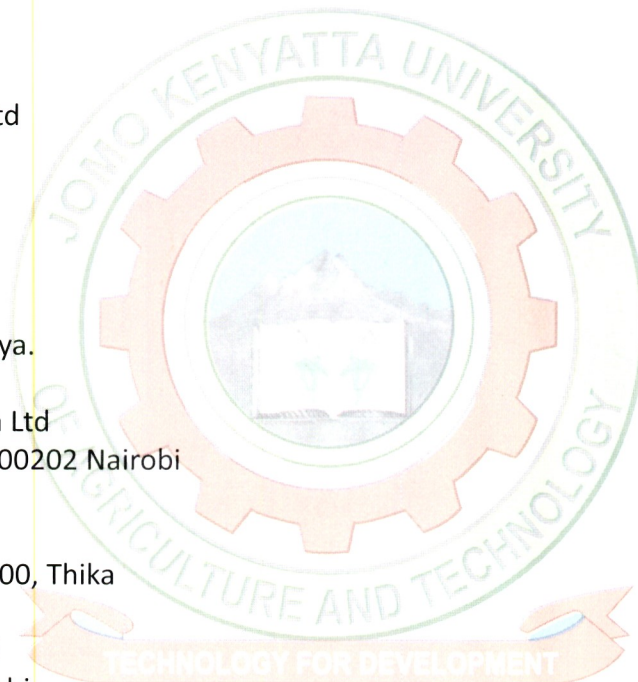 td
JOMO KENYATTA UNIVERSITY
ya.
Ltd
00202 Nairobi
00, Thika
OF AGRICULTURE AND TECHNOLOGY
TECHNOLOGY FOR DEVELOPMENT